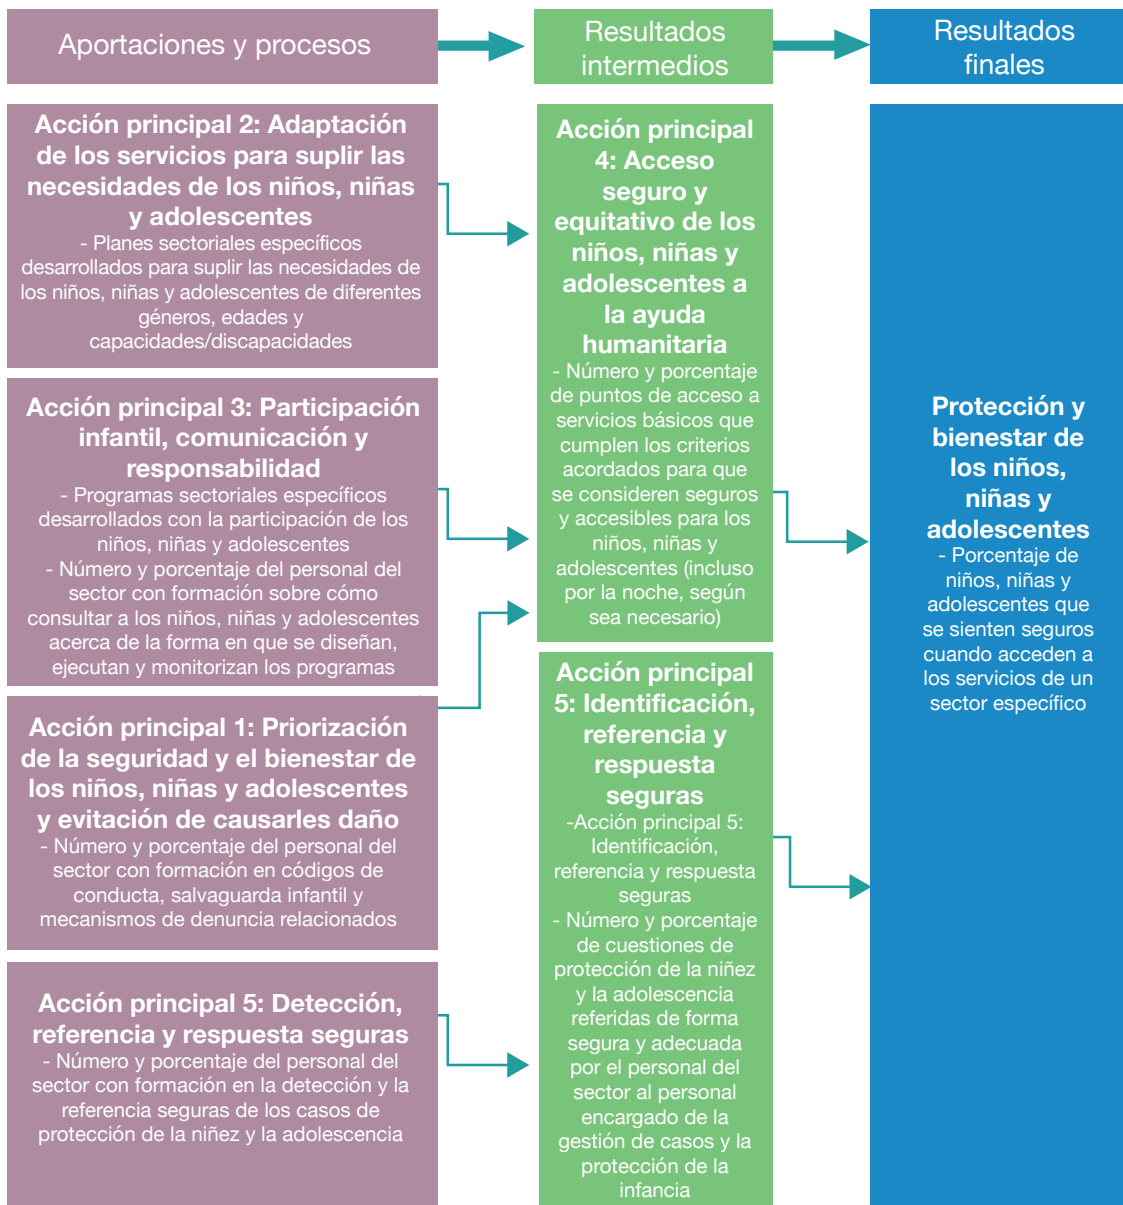 Aportaciones y procesos
Resultados
intermedios
Resultados
finales
Acción principal 2: Adaptación
de los servicios para suplir las
necesidades de los niños, niñas
y adolescentes
- Planes sectoriales específicos
desarrollados para suplir las necesidades de
los niños, niñas y adolescentes de diferentes
géneros, edades y
capacidades/discapacidades
Acción principal 3: Participación
infantil, comunicación y
responsabilidad
- Programas sectoriales específicos
desarrollados con la participación de los
niños, niñas y adolescentes
- Número y porcentaje del personal del
sector con formación sobre cómo
consultar a los niños, niñas y adolescentes
acerca de la forma en que se diseñan,
ejecutan y monitorizan los programas
Acción principal 1: Priorización
de la seguridad y el bienestar de
los niños, niñas y adolescentes
y evitación de causarles daño
- Número y porcentaje del personal del
sector con formación en códigos de
conducta, salvaguarda infantil y
mecanismos de denuncia relacionados
Acción principal 5: Detección,
referencia y respuesta seguras
- Número y porcentaje del personal del
sector con formación en la detección y la
referencia seguras de los casos de
protección de la niñez y la adolescencia
Acción principal
4: Acceso
seguro y
equitativo de los
niños, niñas y
adolescentes a
la ayuda
humanitaria
- Número y porcentaje
de puntos de acceso a
servicios básicos que
cumplen los criterios
acordados para que
se consideren seguros
y accesibles para los
niños, niñas y
adolescentes (incluso
por la noche, según
sea necesario)
Acción principal
5: Identificación,
referencia y
respuesta
seguras
-Acción principal 5:
Identificación,
referencia y respuesta
seguras
- Número y porcentaje
de cuestiones de
protección de la niñez
y la adolescencia
referidas de forma
segura y adecuada
por el personal del
sector al personal
encargado de la
gestión de casos y la
protección de la
infancia
Protección y
bienestar de
los niños,
niñas y
adolescentes
- Porcentaje de
niños, niñas y
adolescentes que
se sienten seguros
cuando acceden a
los servicios de un
sector específico